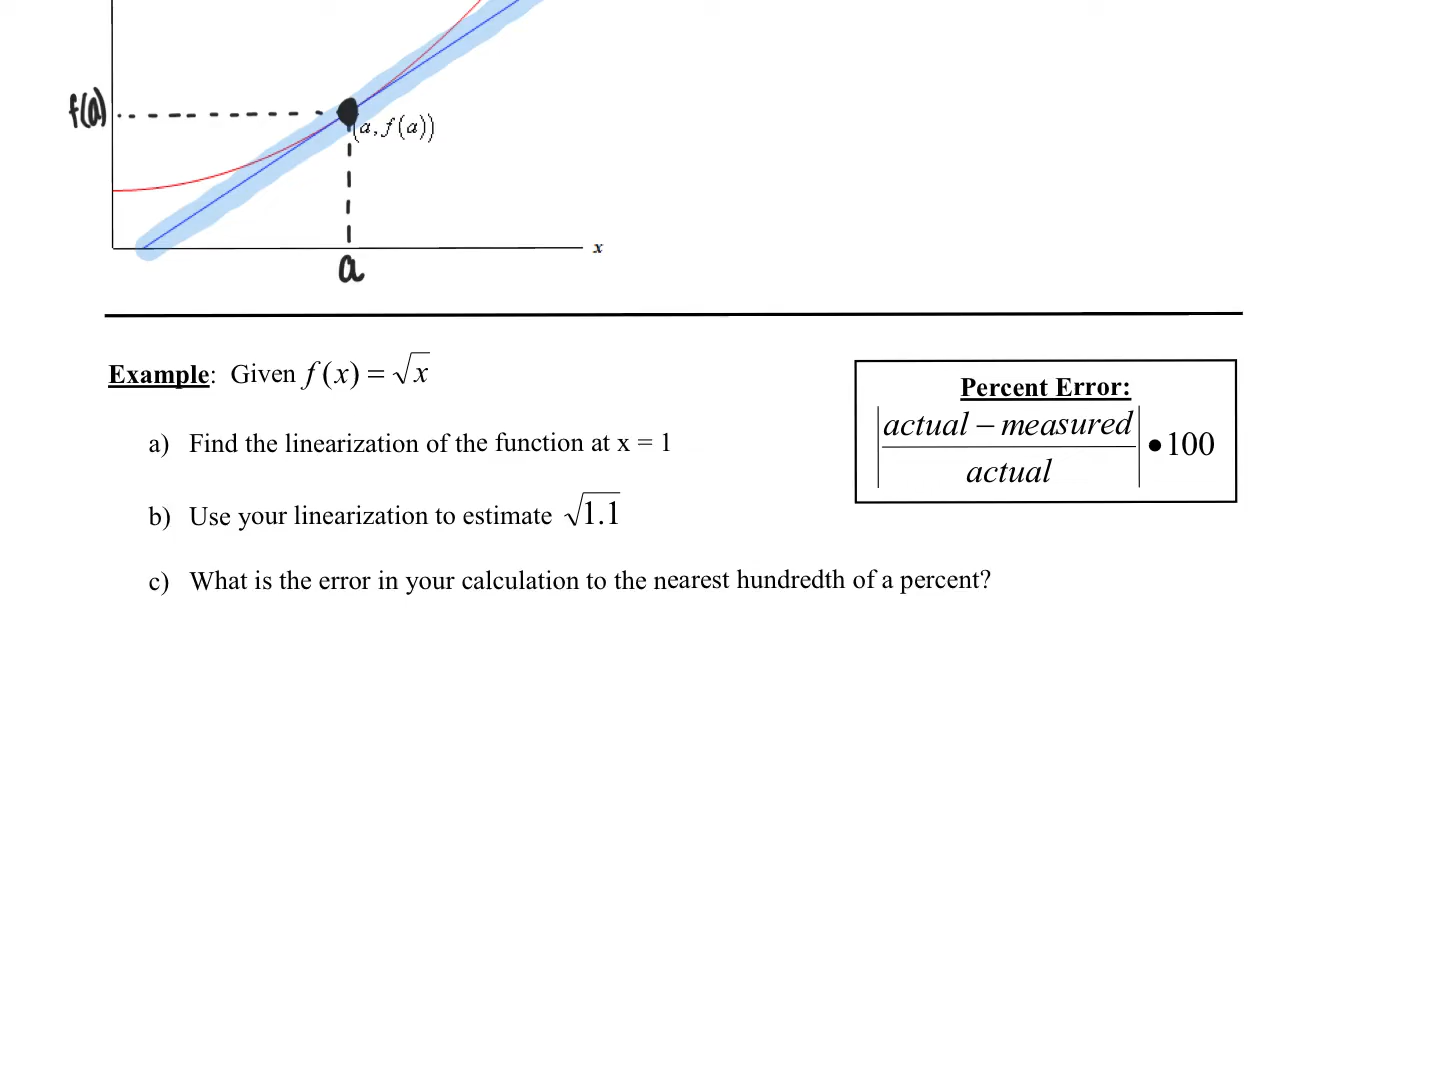 f(a)
(a, f(a))
x
a
Example: Given f(x) = √x
Percent Error:
|actual – measured / actual| • 100
a) Find the linearization of the function at x = 1
b) Use your linearization to estimate √1.1
c) What is the error in your calculation to the nearest hundredth of a percent?